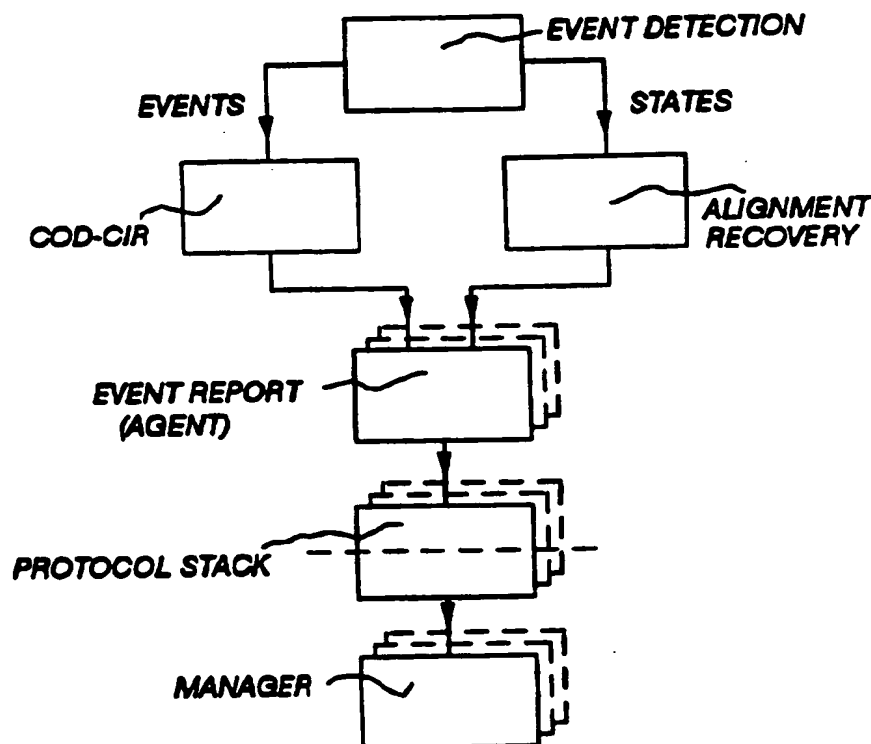 EVENT DETECTION
EVENTS
STATES
COD-CIR
ALIGNMENT
RECOVERY
EVENT REPORT
(AGENT)
PROTOCOL STACK
MANAGER